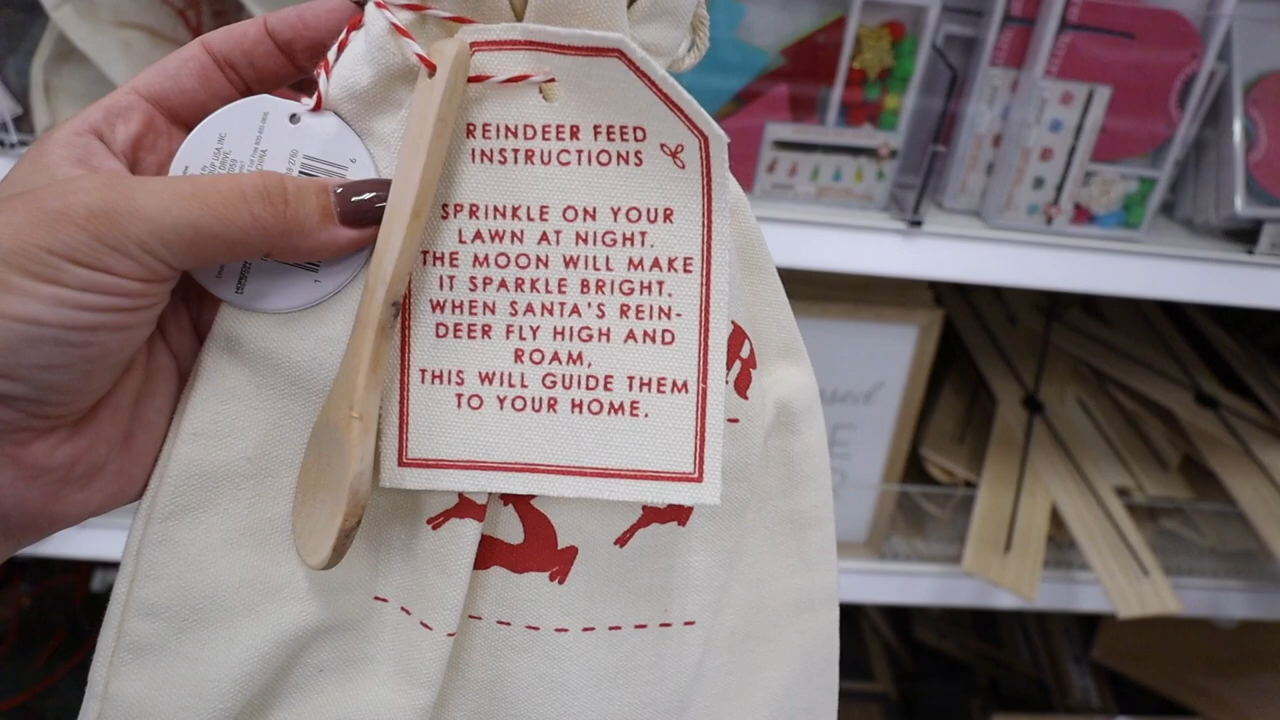 REINDEER FEED
INSTRUCTIONS
SPRINKLE ON YOUR
LAWN AT NIGHT.
THE MOON WILL MAKE
IT SPARKLE BRIGHT.
WHEN SANTA'S REIN-
DEER FLY HIGH AND
ROAM,
THIS WILL GUIDE THEM
TO YOUR HOME.
R